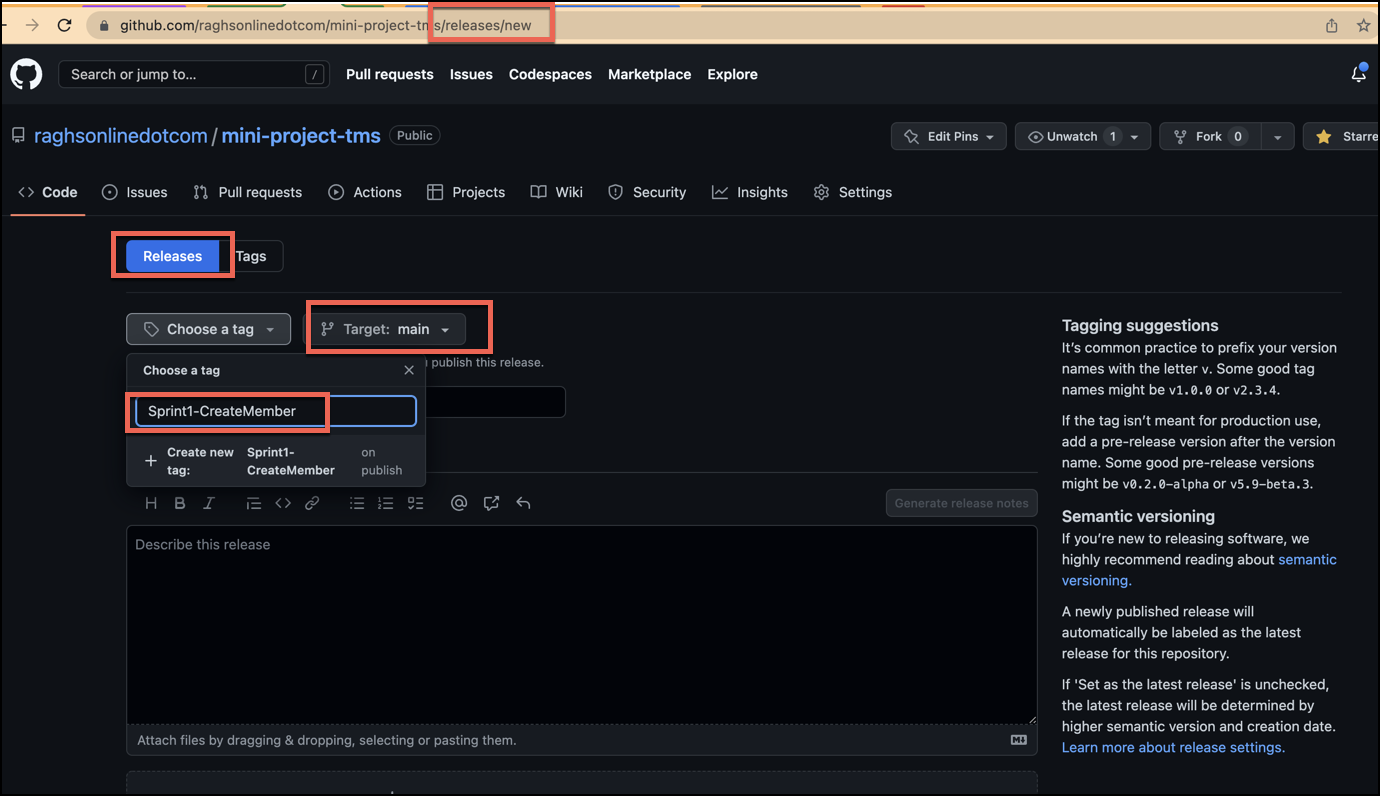 github.com/raghsonlinedotcom/mini-project-tms/releases/new
Search or jump to... /
Pull requests Issues Codespaces Marketplace Explore
raghsonlinedotcom / mini-project-tms Public
Edit Pins Unwatch 1 Fork 0 Starre
Code Issues Pull requests Actions Projects Wiki Security Insights Settings
Releases Tags
Choose a tag Target: main
publish this release.
Choose a tag
Sprint1-CreateMember
Create new tag: Sprint1-CreateMember on publish
H B I
Generate release notes
Describe this release
Attach files by dragging & dropping, selecting or pasting them.
Tagging suggestions
It's common practice to prefix your version
names with the letter v. Some good tag
names might be v1.0.0 or v2.3.4.
If the tag isn't meant for production use,
add a pre-release version after the version
name. Some good pre-release versions
might be v0.2.0-alpha or v5.9-beta.3.
Semantic versioning
If you're new to releasing software, we
highly recommend reading about semantic
versioning.
A newly published release will
automatically be labeled as the latest
release for this repository.
If 'Set as the latest release' is unchecked,
the latest release will be determined by
higher semantic version and creation date.
Learn more about release settings.